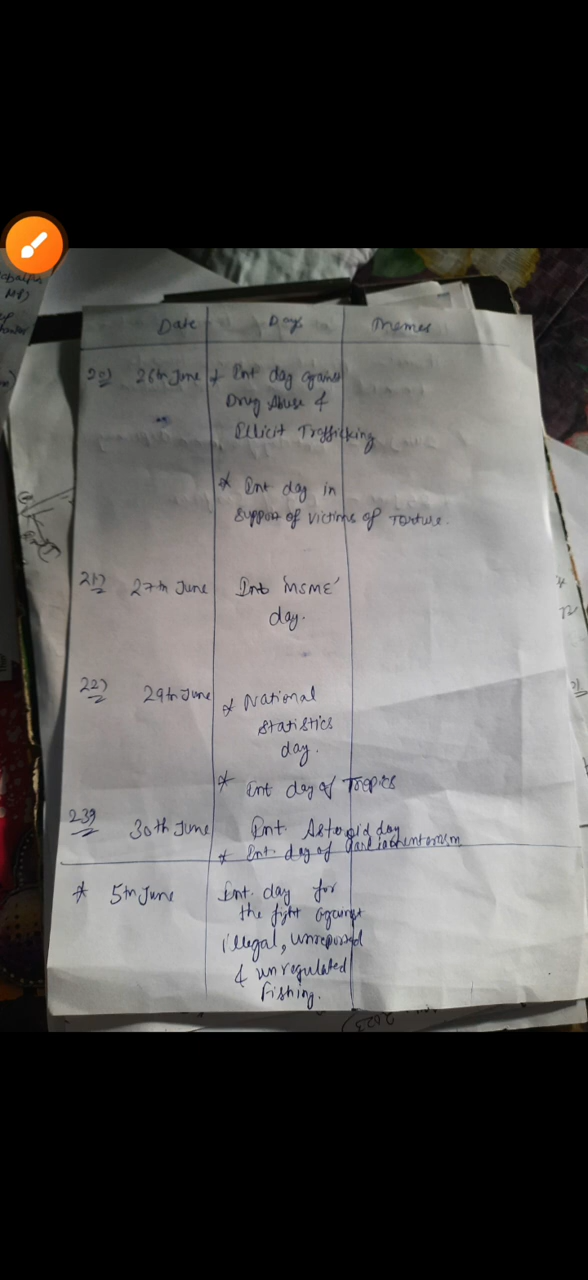 Date Days Themes
20) 26th June * Int day against
Drug Abuse &
Illicit Trafficking
* Int day in
support of victims of Torture.
21) 27th June Int 'MSME'
day.
22) 29th June * National
Statistics
day.
* Int day of Tropics
23) 30th June Int. Asteroid day
* Int. day of Parliamentarism
* 5th June Int. day for
the fight against
illegal, unreported
& unregulated
Fishing.
2023